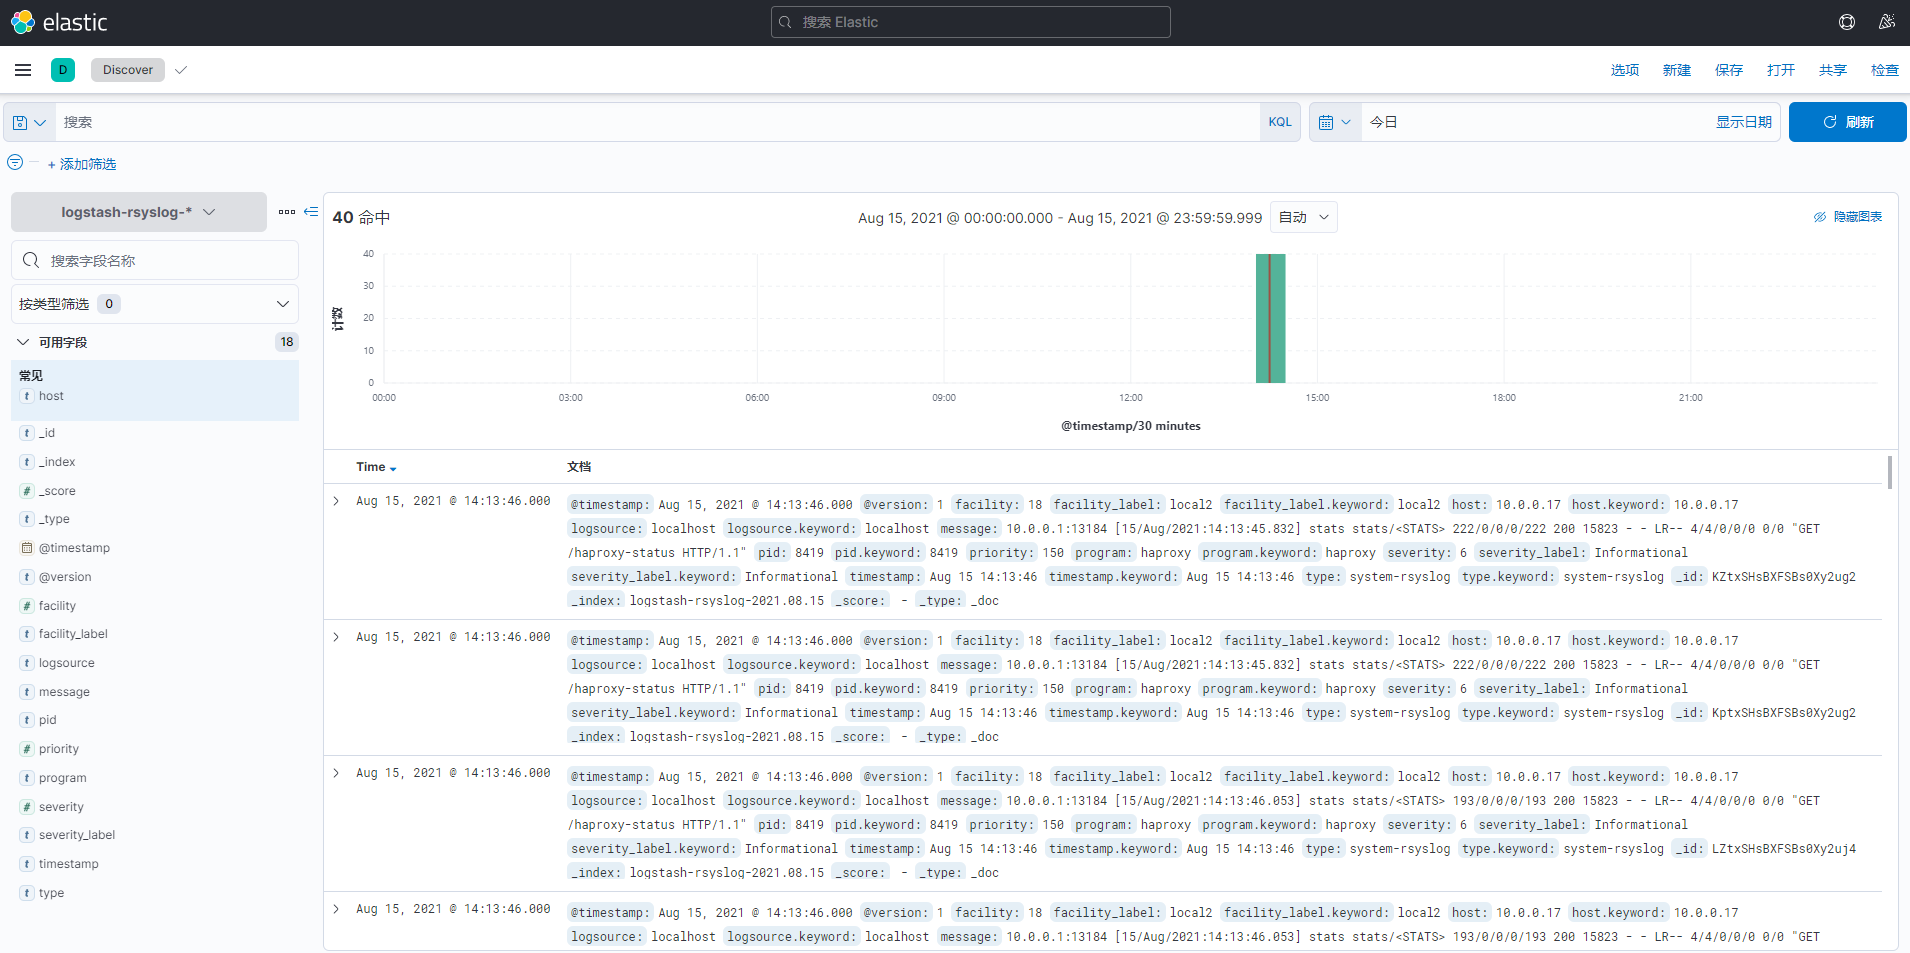 elastic
搜索 Elastic
D
Discover
选项 新建 保存 打开 共享 检查
搜索
KQL
今日
显示日期
刷新
+ 添加筛选
logstash-rsyslog-*
搜索字段名称
按类型筛选 0
可用字段 18
常见
t host
t _id
t _index
# _score
t _type
@timestamp
t @version
# facility
t facility_label
t logsource
t message
t pid
# priority
t program
# severity
t severity_label
t timestamp
t type
40 命中
Aug 15, 2021 @ 00:00:00.000 - Aug 15, 2021 @ 23:59:59.999
自动
隐藏图表
计数
40
30
20
10
0
00:00 03:00 06:00 09:00 12:00 15:00 18:00 21:00
@timestamp/30 minutes
Time 文档
Aug 15, 2021 @ 14:13:46.000
@timestamp: Aug 15, 2021 @ 14:13:46.000 @version: 1 facility: 18 facility_label: local2 facility_label.keyword: local2 host: 10.0.0.17 host.keyword: 10.0.0.17
logsource: localhost logsource.keyword: localhost message: 10.0.0.1:13184 [15/Aug/2021:14:13:45.832] stats stats/<STATS> 222/0/0/0/222 200 15823 - - LR-- 4/4/0/0/0 0/0 "GET
/haproxy-status HTTP/1.1" pid: 8419 pid.keyword: 8419 priority: 150 program: haproxy program.keyword: haproxy severity: 6 severity_label: Informational
severity_label.keyword: Informational timestamp: Aug 15 14:13:46 timestamp.keyword: Aug 15 14:13:46 type: system-rsyslog type.keyword: system-rsyslog _id: KZtxSHsBXFSBs0Xy2ug2
_index: logstash-rsyslog-2021.08.15 _score: - _type: _doc
Aug 15, 2021 @ 14:13:46.000
@timestamp: Aug 15, 2021 @ 14:13:46.000 @version: 1 facility: 18 facility_label: local2 facility_label.keyword: local2 host: 10.0.0.17 host.keyword: 10.0.0.17
logsource: localhost logsource.keyword: localhost message: 10.0.0.1:13184 [15/Aug/2021:14:13:45.832] stats stats/<STATS> 222/0/0/0/222 200 15823 - - LR-- 4/4/0/0/0 0/0 "GET
/haproxy-status HTTP/1.1" pid: 8419 pid.keyword: 8419 priority: 150 program: haproxy program.keyword: haproxy severity: 6 severity_label: Informational
severity_label.keyword: Informational timestamp: Aug 15 14:13:46 timestamp.keyword: Aug 15 14:13:46 type: system-rsyslog type.keyword: system-rsyslog _id: KptxSHsBXFSBs0Xy2ug2
_index: logstash-rsyslog-2021.08.15 _score: - _type: _doc
Aug 15, 2021 @ 14:13:46.000
@timestamp: Aug 15, 2021 @ 14:13:46.000 @version: 1 facility: 18 facility_label: local2 facility_label.keyword: local2 host: 10.0.0.17 host.keyword: 10.0.0.17
logsource: localhost logsource.keyword: localhost message: 10.0.0.1:13184 [15/Aug/2021:14:13:46.053] stats stats/<STATS> 193/0/0/0/193 200 15823 - - LR-- 4/4/0/0/0 0/0 "GET
/haproxy-status HTTP/1.1" pid: 8419 pid.keyword: 8419 priority: 150 program: haproxy program.keyword: haproxy severity: 6 severity_label: Informational
severity_label.keyword: Informational timestamp: Aug 15 14:13:46 timestamp.keyword: Aug 15 14:13:46 type: system-rsyslog type.keyword: system-rsyslog _id: LZtxSHsBXFSBs0Xy2uj4
_index: logstash-rsyslog-2021.08.15 _score: - _type: _doc
Aug 15, 2021 @ 14:13:46.000
@timestamp: Aug 15, 2021 @ 14:13:46.000 @version: 1 facility: 18 facility_label: local2 facility_label.keyword: local2 host: 10.0.0.17 host.keyword: 10.0.0.17
logsource: localhost logsource.keyword: localhost message: 10.0.0.1:13184 [15/Aug/2021:14:13:46.053] stats stats/<STATS> 193/0/0/0/193 200 15823 - - LR-- 4/4/0/0/0 0/0 "GET